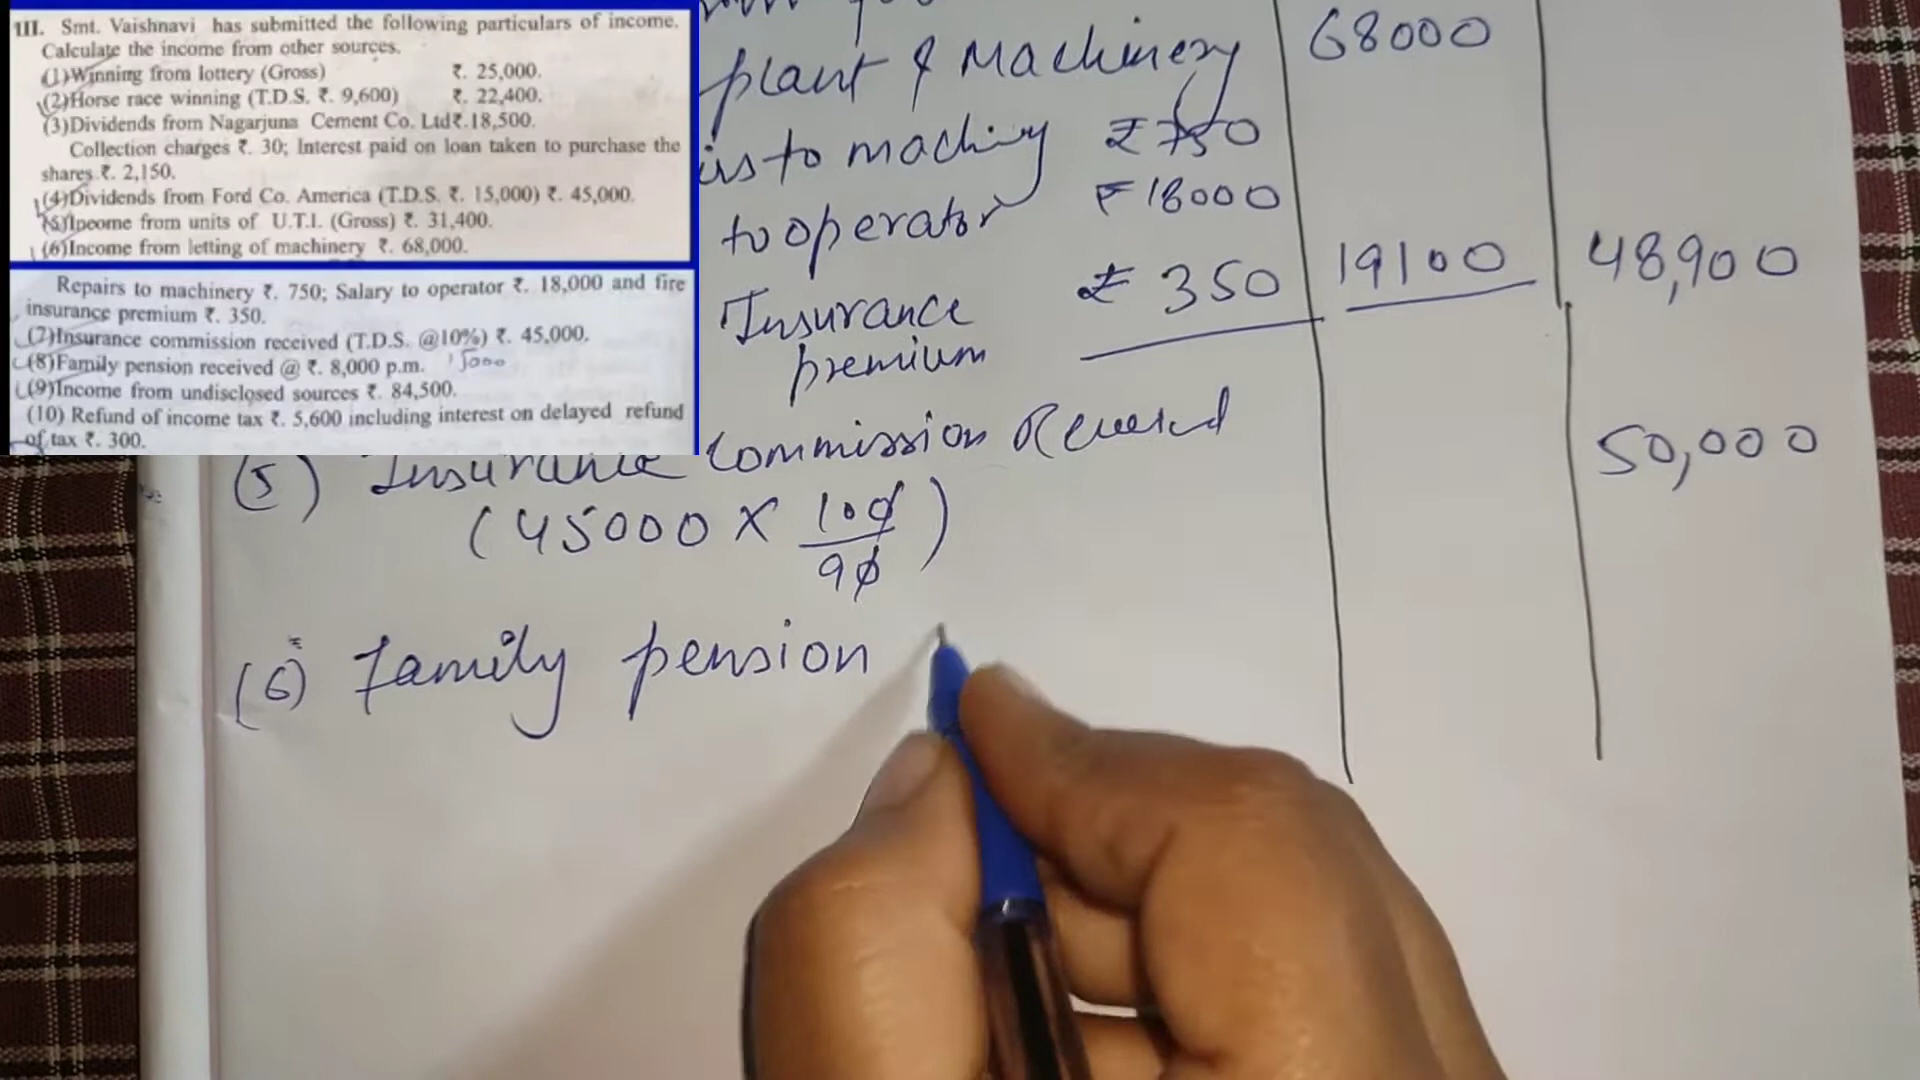 III. Smt. Vaishnavi has submitted the following particulars of income.
Calculate the income from other sources.
(1)Winning from lottery (Gross) ₹. 25,000.
(2)Horse race winning (T.D.S. ₹. 9,600) ₹. 22,400.
(3)Dividends from Nagarjuna Cement Co. Ltd₹.18,500.
Collection charges ₹. 30; Interest paid on loan taken to purchase the
shares ₹. 2,150.
(4)Dividends from Ford Co. America (T.D.S. ₹. 15,000) ₹. 45,000.
(5)Income from units of U.T.I. (Gross) ₹. 31,400.
(6)Income from letting of machinery ₹. 68,000.
Repairs to machinery ₹. 750; Salary to operator ₹. 18,000 and fire
insurance premium ₹. 350.
(7)Insurance commission received (T.D.S. @10%) ₹. 45,000.
(8)Family pension received @ ₹. 8,000 p.m. 15000
(9)Income from undisclosed sources ₹. 84,500.
(10) Refund of income tax ₹. 5,600 including interest on delayed refund
of tax ₹. 300.
plant & Machinery 68000
irs to machiny ₹750
to operator ₹18000
Insurance ₹ 350 19100 48,900
premium
(5) Insurance Commission Received 50,000
(45000 × 100/90)
(6) Family pension